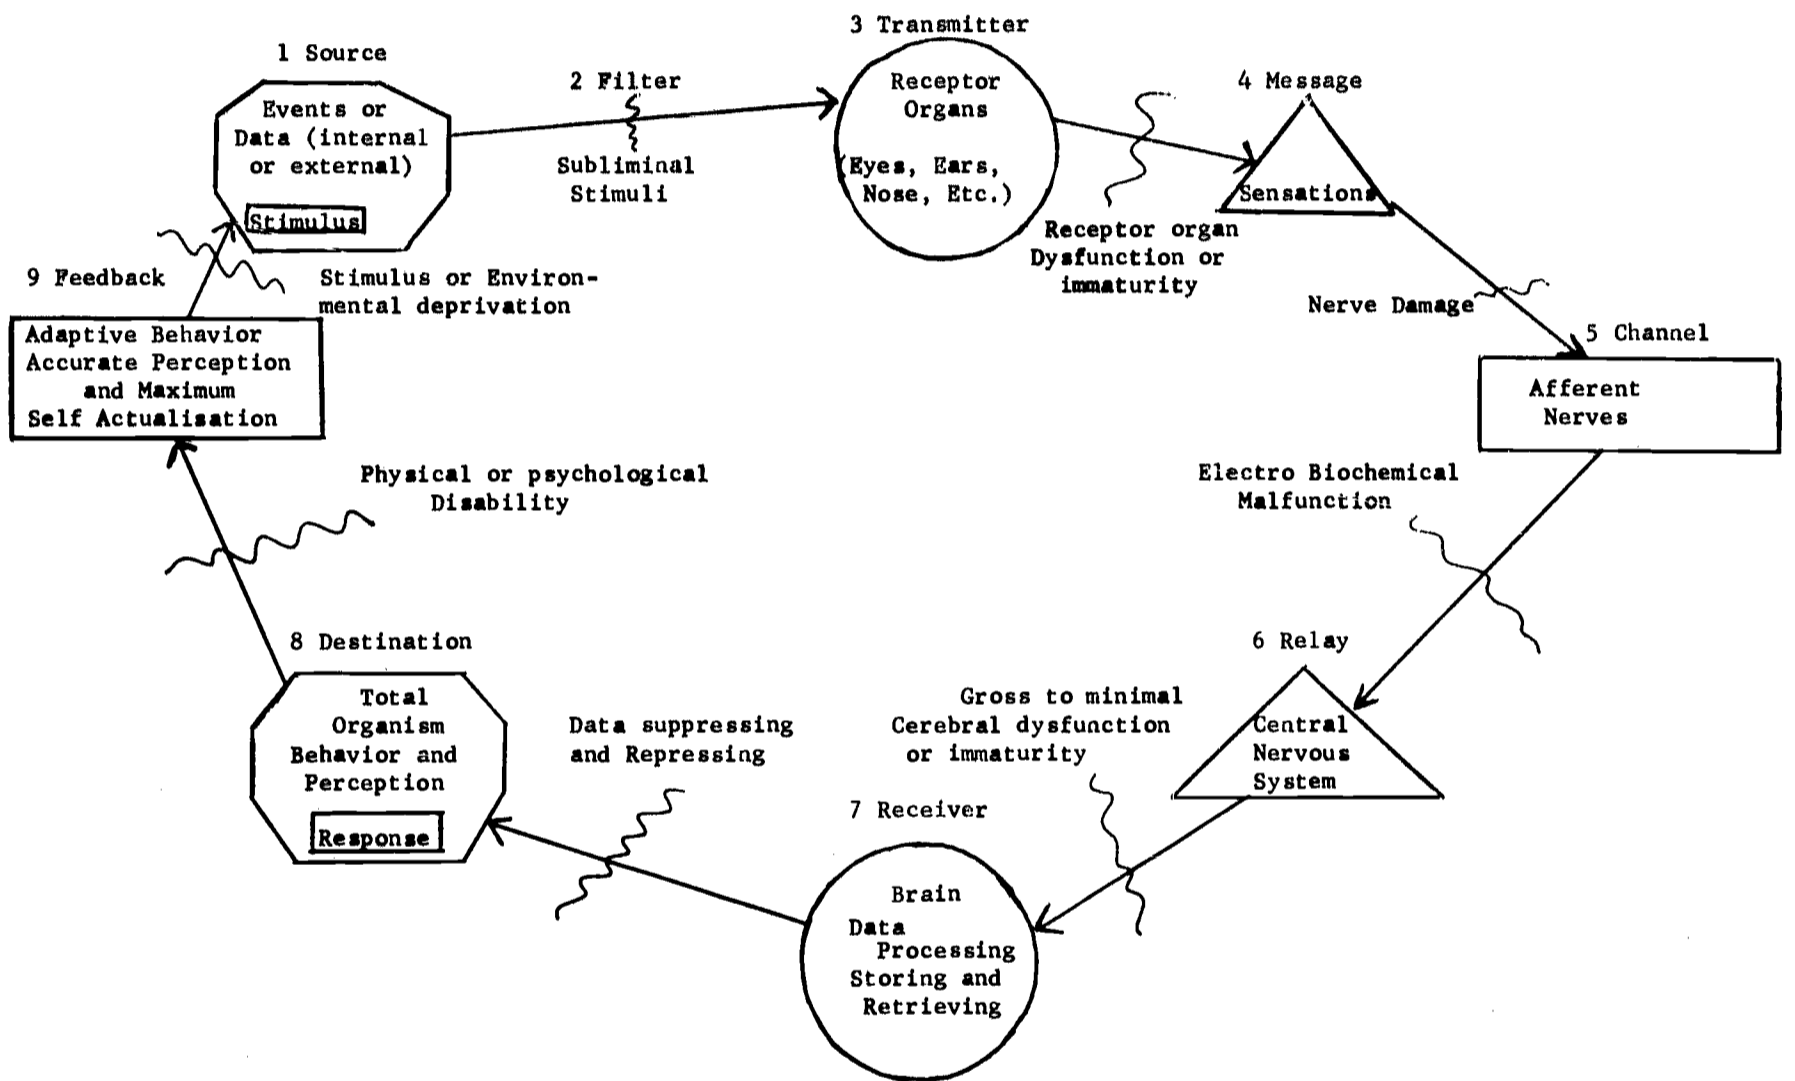 3 Transmitter
1 Source
2 Filter
4 Message
Events or
Data (internal
or external)
Stimulus
Subliminal
Stimuli
Receptor
Organs
(Eyes, Ears,
Nose, Etc.)
Sensations
Receptor organ
Dysfunction or
immaturity
9 Feedback
Stimulus or Environ-
mental deprivation
Nerve Damage
5 Channel
Adaptive Behavior
Accurate Perception
and Maximum
Self Actualisation
Afferent
Nerves
Physical or psychological
Disability
Electro Biochemical
Malfunction
8 Destination
6 Relay
Total
Organism
Behavior and
Perception
Response
Data suppressing
and Repressing
Gross to minimal
Cerebral dysfunction
or immaturity
Central
Nervous
System
7 Receiver
Brain
Data
Processing
Storing and
Retrieving